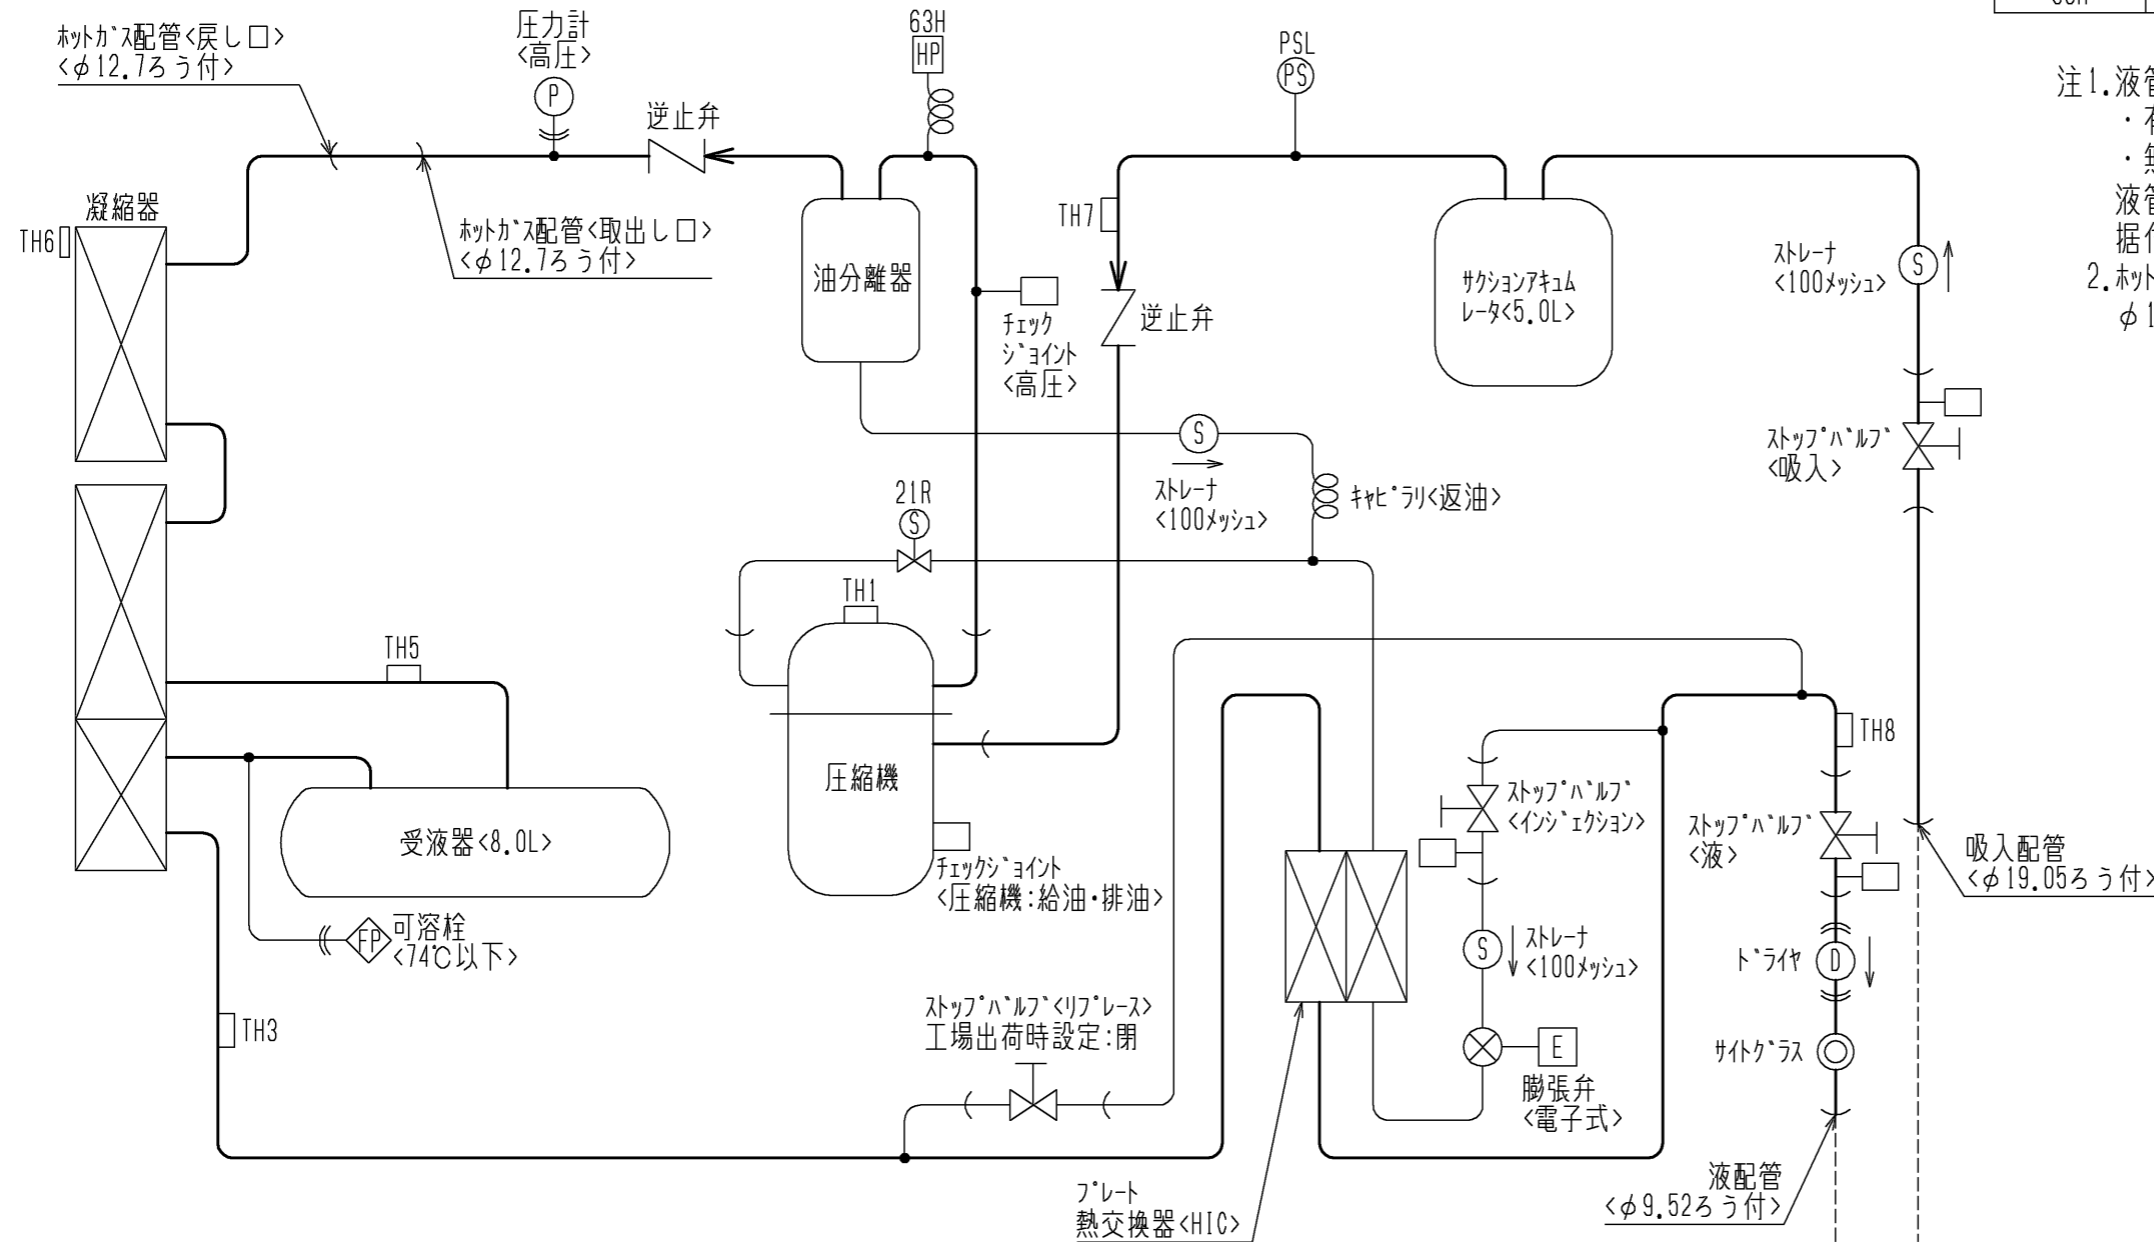 ﾎｯﾄｶﾞｽ配管<戻し口>
<φ12.7ろう付>
圧力計
<高圧>
P
逆止弁
63H
HP
PSL
PS
注1.液管
凝縮器
TH6
ﾎｯﾄｶﾞｽ配管<取出し口>
<φ12.7ろう付>
油分離器
チェック
ジョイント
<高圧>
TH7
逆止弁
サクションアキュム
レータ<5.0L>
ストレーナ
<100メッシュ>
S
液管
据付
2.ホット
φ1
ストップバルブ
<吸入>
S
ストレーナ
<100メッシュ>
キャピラリ<返油>
21R
S
TH1
TH5
圧縮機
受液器<8.0L>
チェックジョイント
<圧縮機:給油・排油>
FP
可溶栓
<74℃以下>
TH3
ストップバルブ<リプレース>
工場出荷時設定:閉
ストップバルブ
<インジェクション>
S
ストレーナ
<100メッシュ>
E
膨張弁
<電子式>
プレート
熱交換器<HIC>
TH8
ストップバルブ
<液>
ドライヤ
D
サイトグラス
吸入配管
<φ19.05ろう付>
液配管
<φ9.52ろう付>